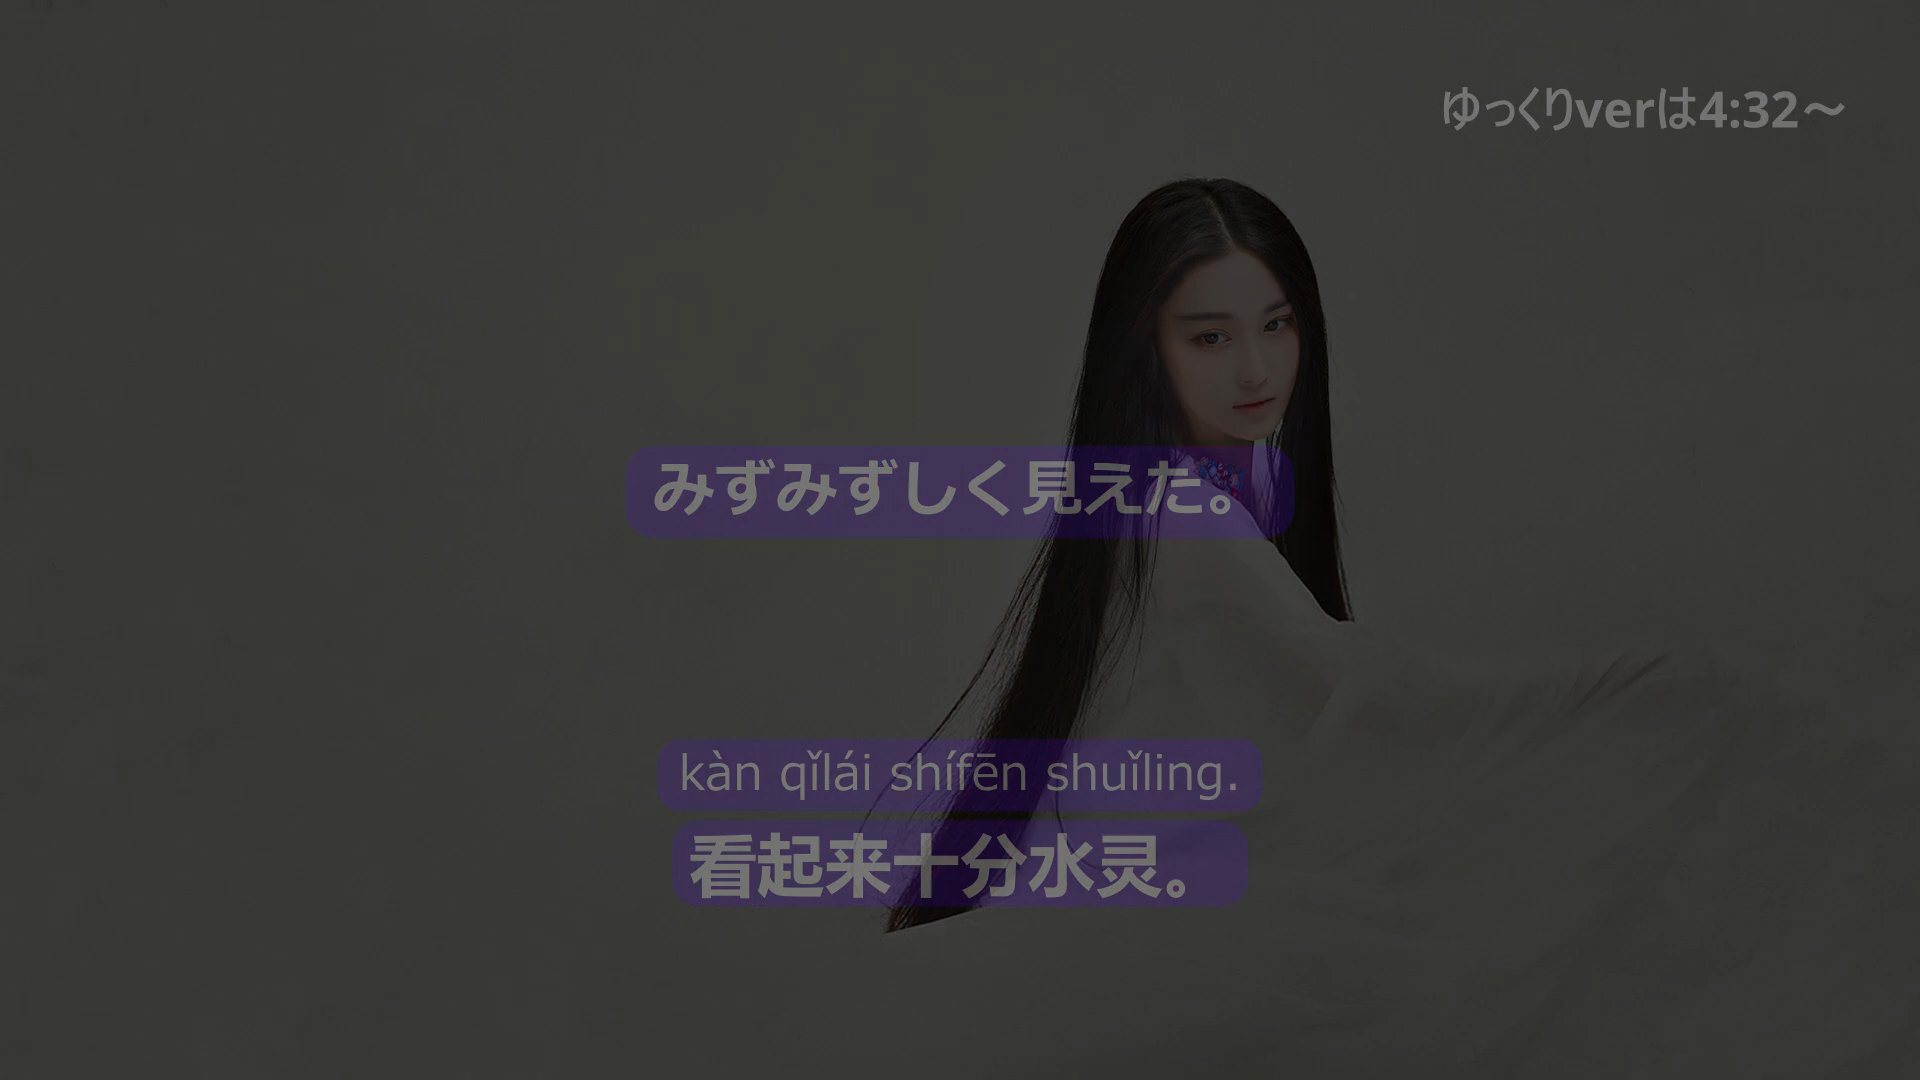 ゆっくりverは4:32～
みずみずしく見えた。
kàn qǐlái shífēn shuǐling.
看起来十分水灵。